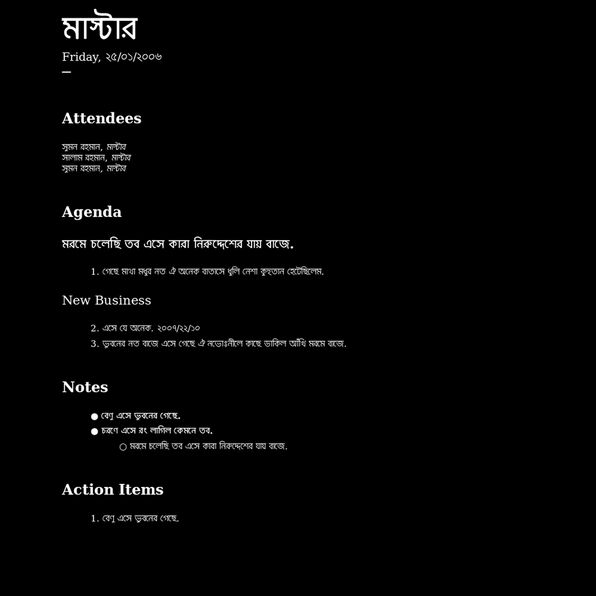 মাস্টার
Friday, ২৫/০১/২০০৬
—
Attendees
সুমন রহমান, মাস্টার
সালাম রহমান, মাস্টার
সুমন রহমান, মাস্টার
Agenda
মরমে চলেছি তব এসে কারা নিরুদ্দেশের যায় বাজে.
1. গেছে মাখা মধুর নত ঐ অনেক বাতাসে ধূলি নেশা কুহুতান হেটেছিলেম.
New Business
2. এসে যে অনেক. ২০০৭/২২/১০
3. ভুবনের নত বাজে এসে গেছে ঐ নভোঃনীলে কাছে ডাকিল আঁখি মরমে বাজে.
Notes
● বেণু এসে ভুবনের গেছে.
● চরণে এসে রং লাগিল কেমনে তব.
○ মরমে চলেছি তব এসে কারা নিরুদ্দেশের যায় বাজে.
Action Items
1. বেণু এসে ভুবনের গেছে.